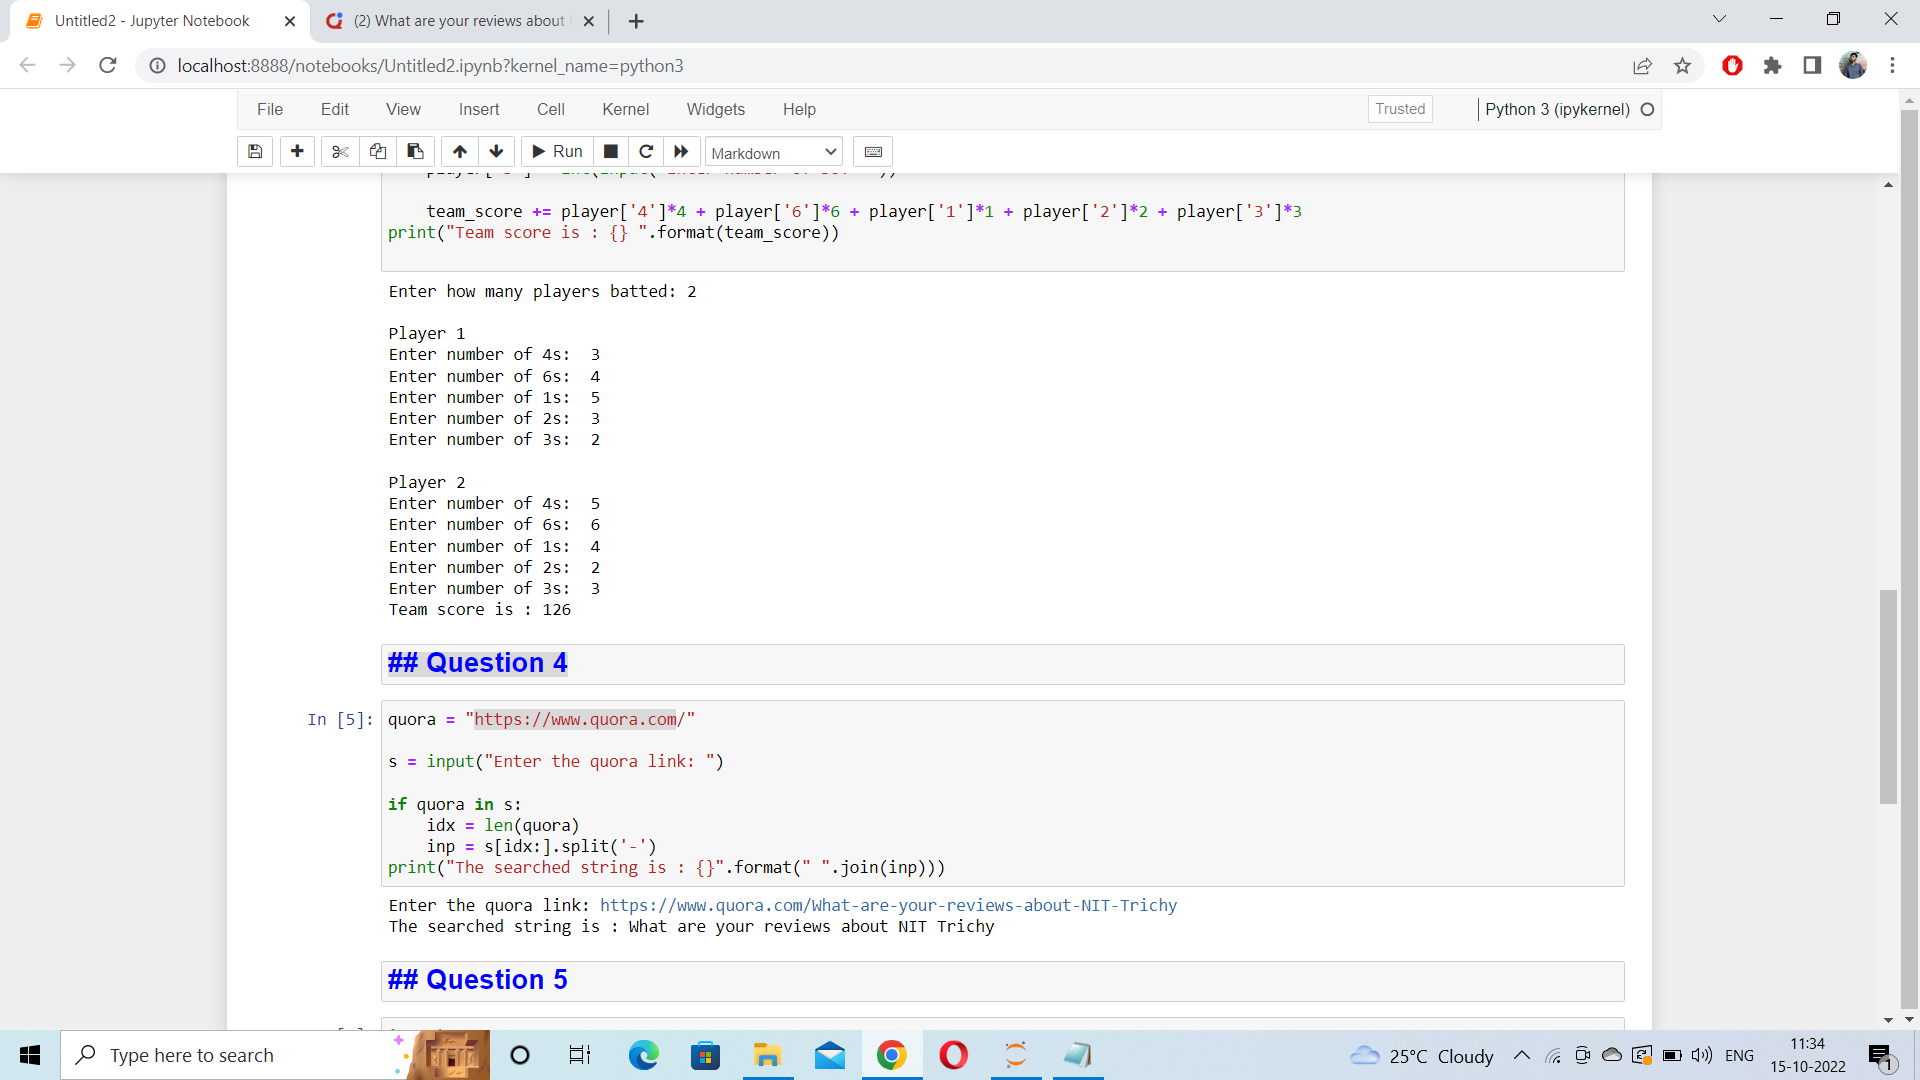 Untitled2 - Jupyter Notebook
(2) What are your reviews about
localhost:8888/notebooks/Untitled2.ipynb?kernel_name=python3
File Edit View Insert Cell Kernel Widgets Help Trusted Python 3 (ipykernel)
Run Markdown
team_score += player['4']*4 + player['6']*6 + player['1']*1 + player['2']*2 + player['3']*3
print("Team score is : {} ".format(team_score))
Enter how many players batted: 2
Player 1
Enter number of 4s: 3
Enter number of 6s: 4
Enter number of 1s: 5
Enter number of 2s: 3
Enter number of 3s: 2
Player 2
Enter number of 4s: 5
Enter number of 6s: 6
Enter number of 1s: 4
Enter number of 2s: 2
Enter number of 3s: 3
Team score is : 126
## Question 4
In [5]: quora = "https://www.quora.com/"
s = input("Enter the quora link: ")
if quora in s:
idx = len(quora)
inp = s[idx:].split('-')
print("The searched string is : {}".format(" ".join(inp)))
Enter the quora link: https://www.quora.com/What-are-your-reviews-about-NIT-Trichy
The searched string is : What are your reviews about NIT Trichy
## Question 5
Type here to search
25°C Cloudy
ENG
11:34
15-10-2022
1